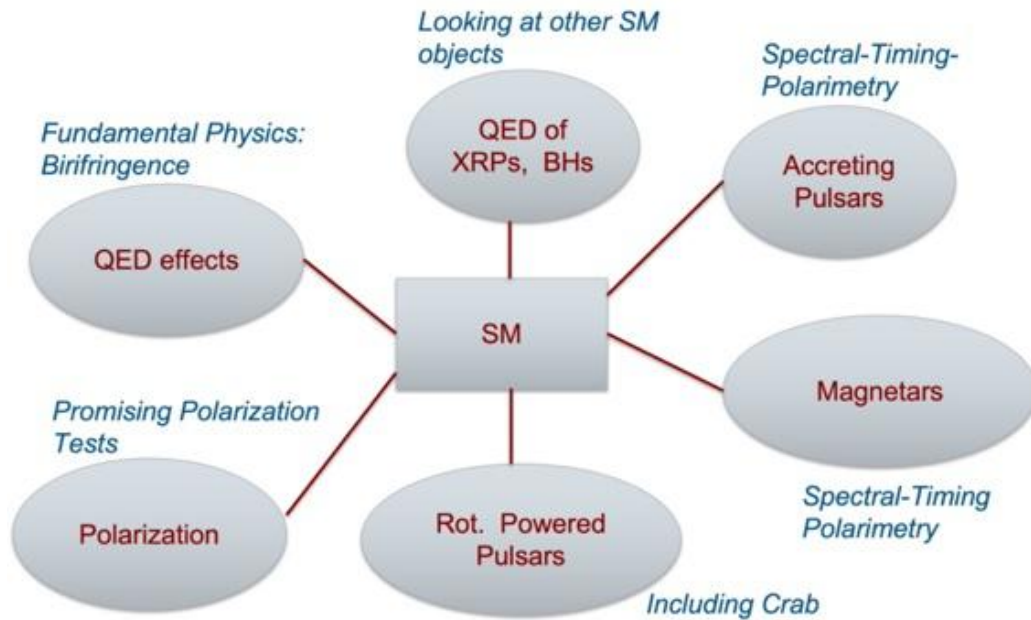 Looking at other SM
objects
QED of
XRPs, BHs
Spectral-Timing-
Polarimetry
Accreting
Pulsars
Fundamental Physics:
Birifringence
QED effects
SM
Magnetars
Spectral-Timing
Polarimetry
Promising Polarization
Tests
Polarization
Rot. Powered
Pulsars
Including Crab